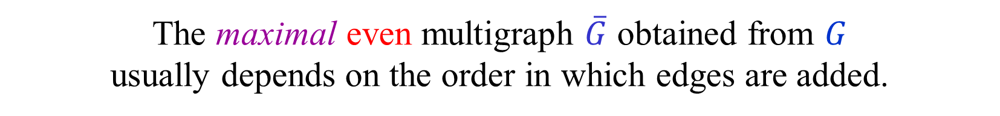 The maximal even multigraph Ḡ obtained from G
usually depends on the order in which edges are added.